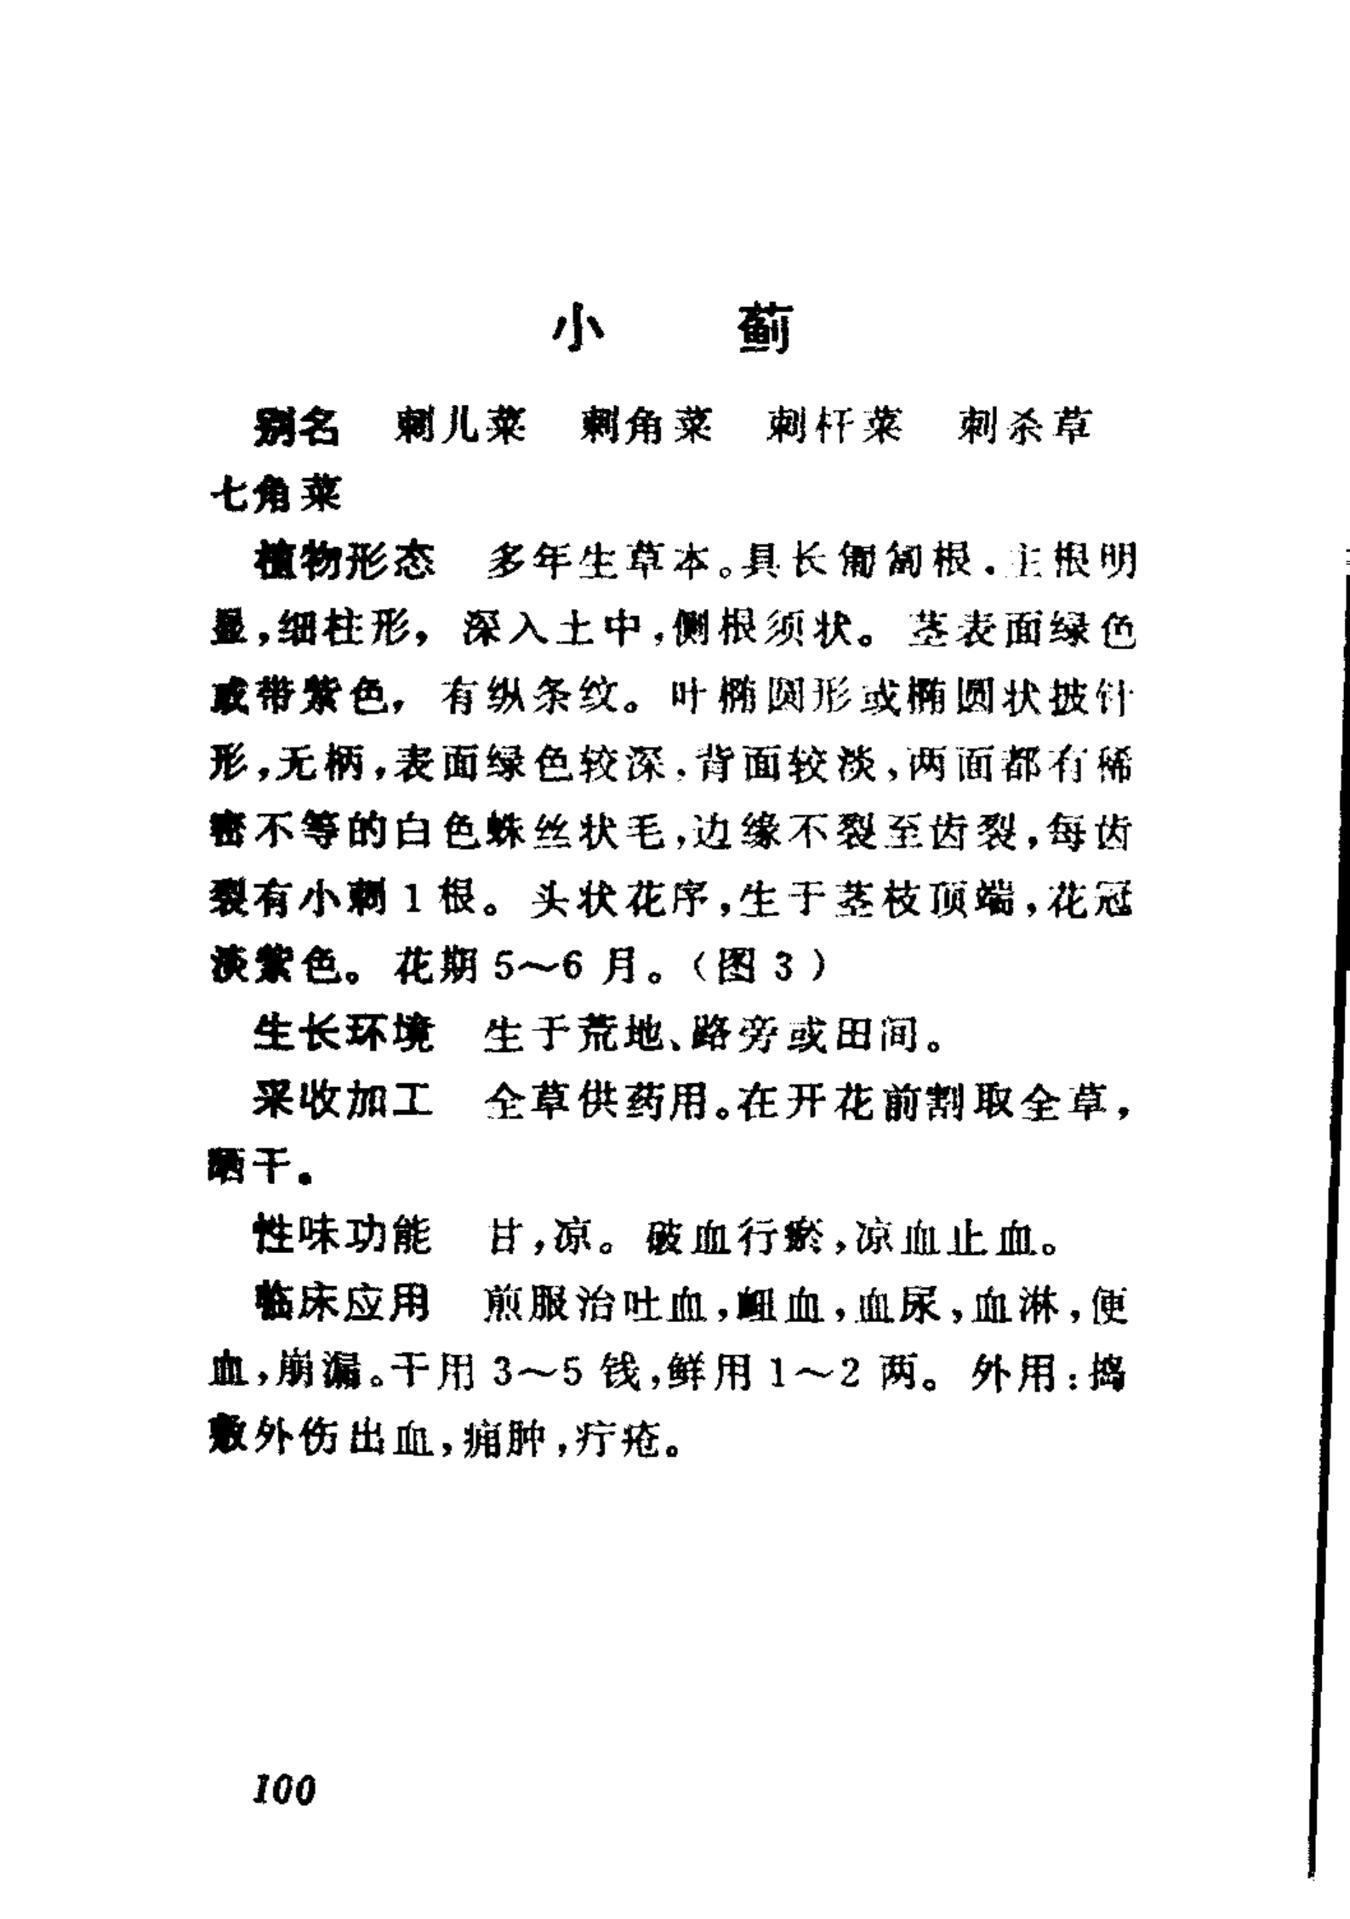 小 蓟
别名 刺儿菜 刺角菜 刺杆菜 刺杀草
七角菜
植物形态 多年生草本。具长匍匐根，主根明
显，细柱形，深入土中，侧根须状。茎表面绿色
或带紫色，有纵条纹。叶椭圆形或椭圆状披针
形，无柄，表面绿色较深，背面较淡，两面都有稀
密不等的白色蛛丝状毛，边缘不裂至齿裂，每齿
裂有小刺1根。头状花序，生于茎枝顶端，花冠
淡紫色。花期5～6月。（图3）
生长环境 生于荒地、路旁或田间。
采收加工 全草供药用。在开花前割取全草，
晒干。
性味功能 甘，凉。破血行瘀，凉血止血。
临床应用 煎服治吐血，衄血，血尿，血淋，便
血，崩漏。干用3～5钱，鲜用1～2两。外用：捣
敷外伤出血，痈肿，疔疮。
100